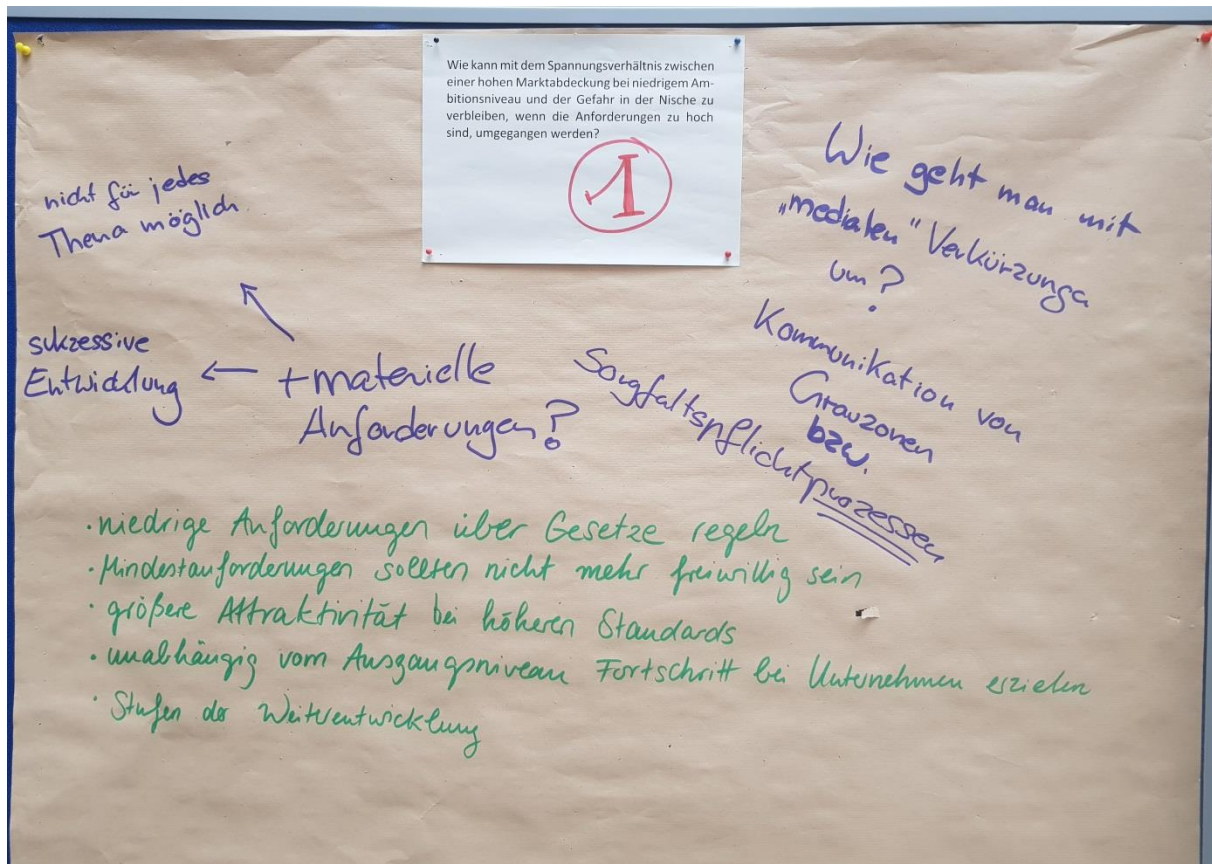 Wie kann mit dem Spannungsverhältnis zwischen
einer hohen Marktabdeckung bei niedrigem Am-
bitionsniveau und der Gefahr in der Nische zu
verbleiben, wenn die Anforderungen zu hoch
sind, umgegangen werden?
1
nicht für jedes
Thema möglich
sukzessive
Entwicklung
+ materielle
Anforderungen?
Wie geht man mit
„medialen" Verkürzunga
um?
Kommunikation von
Grauzonen
bzw.
Sorgfaltspflichtprozessen
· niedrige Anforderungen über Gesetze regeln
· Mindestanforderungen sollten nicht mehr freiwillig sein
· größere Attraktivität bei höheren Standards
· unabhängig vom Ausgangsniveau Fortschritt bei Unternehmen erzielen
· Stufen der Weiterentwicklung